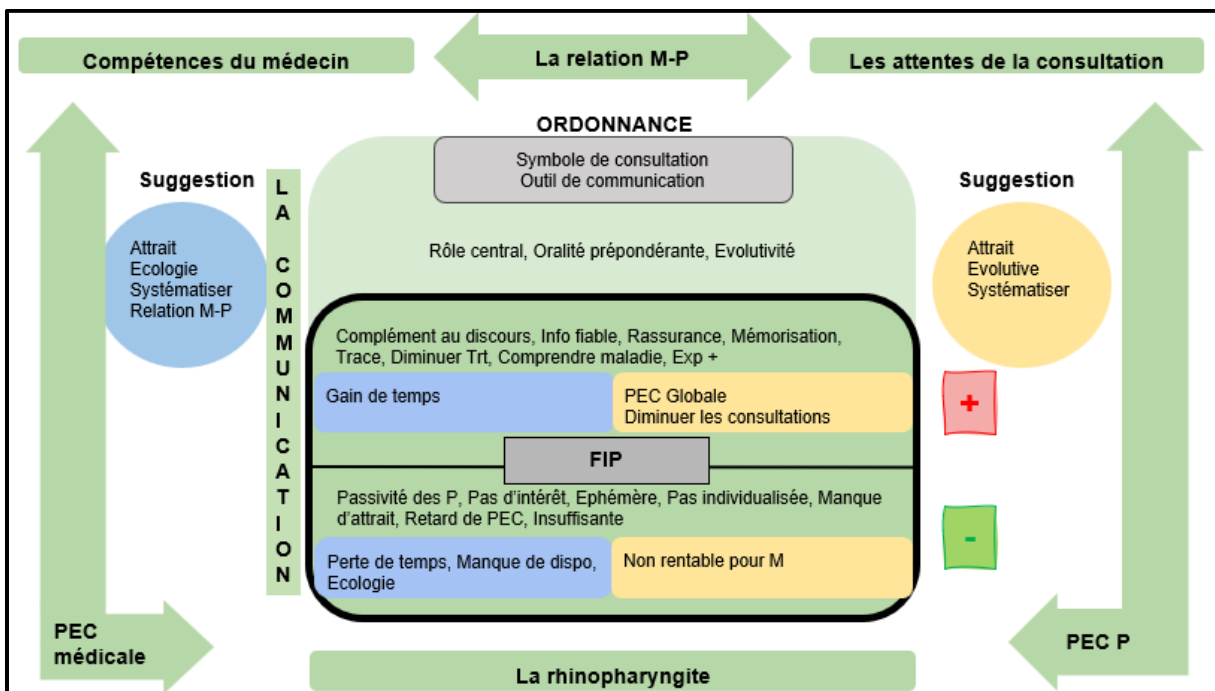 Compétences du médecin
La relation M-P
Les attentes de la consultation
ORDONNANCE
Symbole de consultation
Outil de communication
Suggestion
Attrait
Ecologie
Systématiser
Relation M-P
LA COMMUNICATION
Rôle central, Oralité prépondérante, Evolutivité
Suggestion
Attrait
Evolutive
Systématiser
Complément au discours, Info fiable, Rassurance, Mémorisation,
Trace, Diminuer Trt, Comprendre maladie, Exp +
Gain de temps
PEC Globale
Diminuer les consultations
+
FIP
Passivité des P, Pas d'intérêt, Ephémère, Pas individualisée, Manque
d'attrait, Retard de PEC, Insuffisante
Perte de temps, Manque de dispo,
Ecologie
Non rentable pour M
-
PEC
médicale
PEC P
La rhinopharyngite